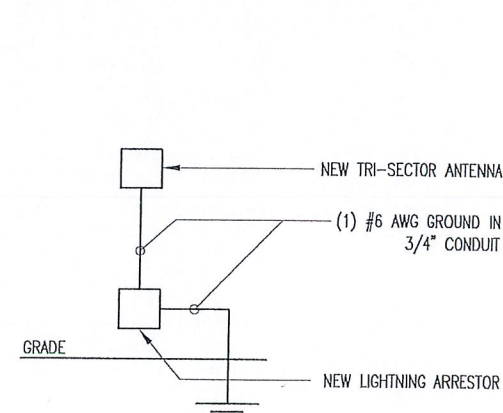 NEW TRI-SECTOR ANTENNA
(1) #6 AWG GROUND IN
3/4" CONDUIT
GRADE
NEW LIGHTNING ARRESTOR